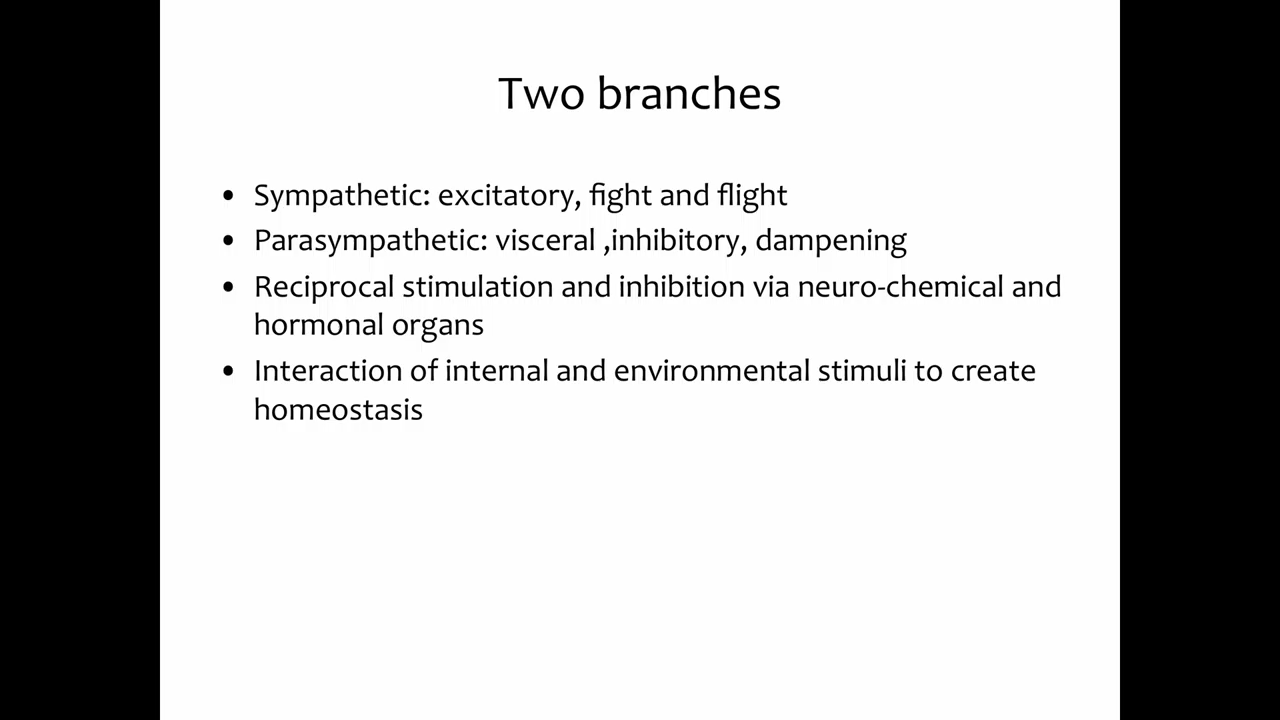 Two branches
• Sympathetic: excitatory, fight and flight
• Parasympathetic: visceral ,inhibitory, dampening
• Reciprocal stimulation and inhibition via neuro-chemical and
hormonal organs
• Interaction of internal and environmental stimuli to create
homeostasis